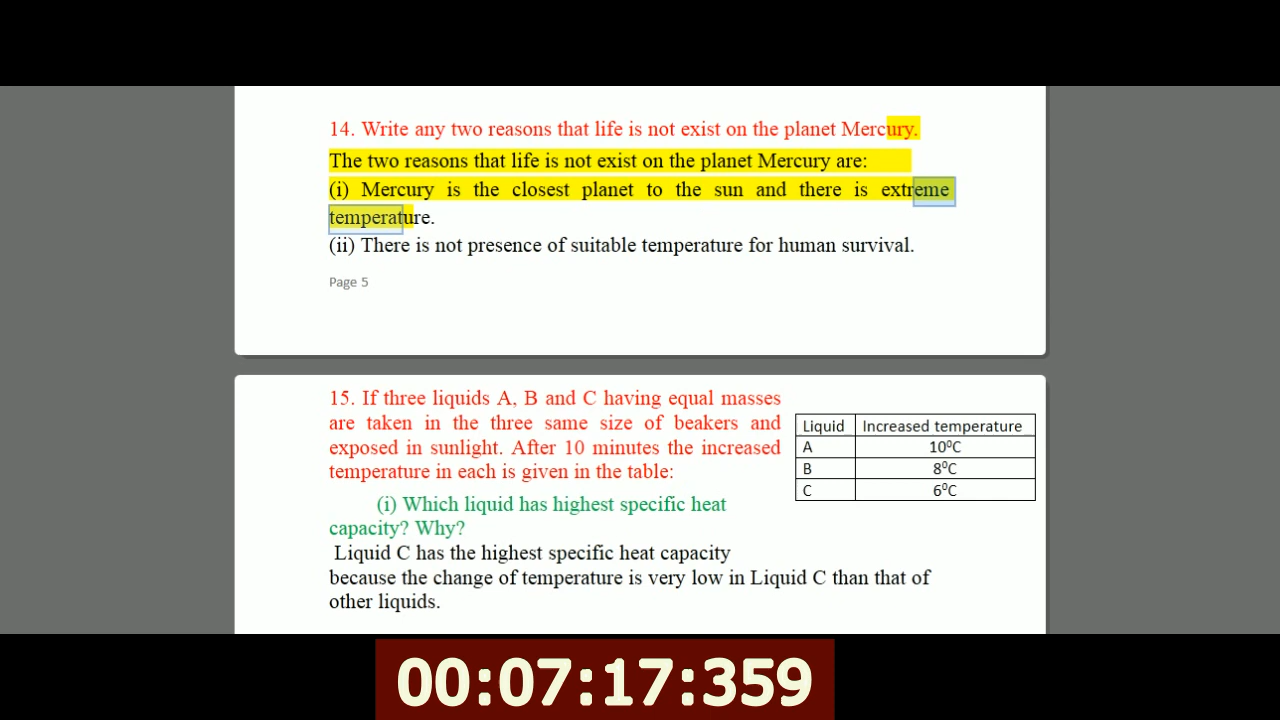 14. Write any two reasons that life is not exist on the planet Mercury.
The two reasons that life is not exist on the planet Mercury are:
(i) Mercury is the closest planet to the sun and there is extreme
temperature.
(ii) There is not presence of suitable temperature for human survival.
Page 5
15. If three liquids A, B and C having equal masses
are taken in the three same size of beakers and
exposed in sunlight. After 10 minutes the increased
temperature in each is given in the table:
Liquid Increased temperature
A 10⁰C
B 8⁰C
C 6⁰C
(i) Which liquid has highest specific heat
capacity? Why?
Liquid C has the highest specific heat capacity
because the change of temperature is very low in Liquid C than that of
other liquids.
00:07:17:359